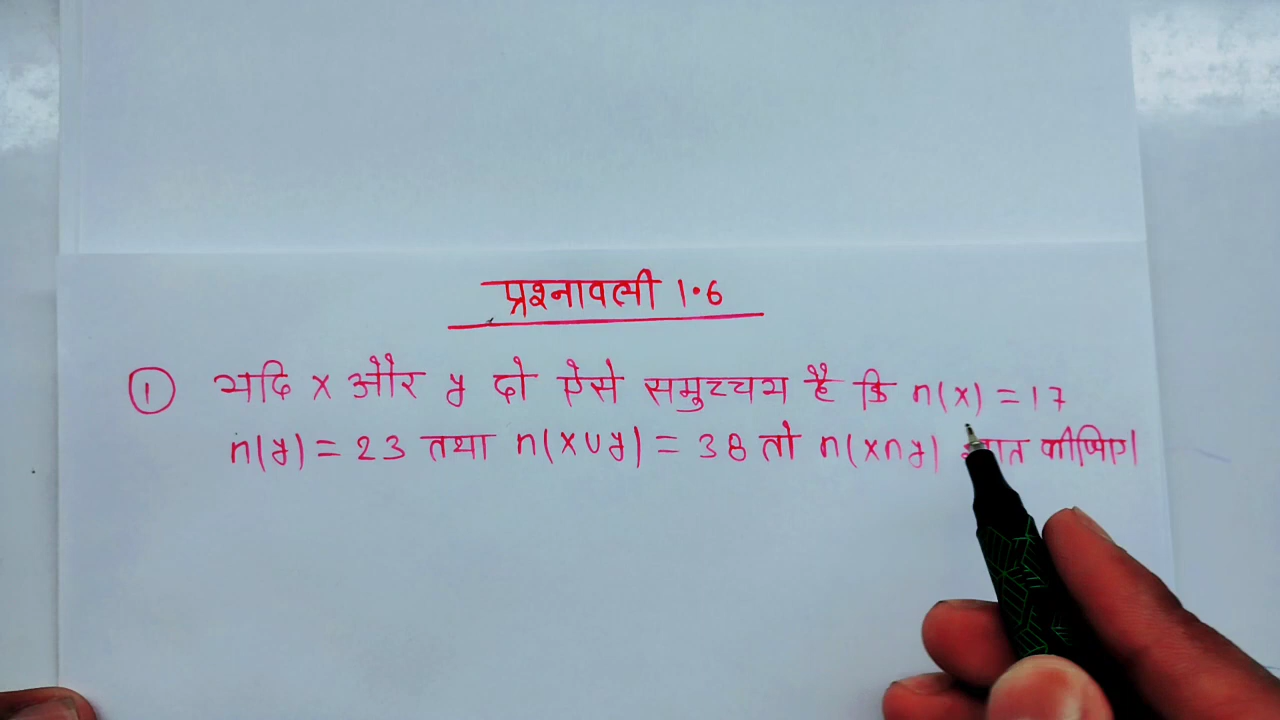 प्रश्नावली 1.6
① यदि x और y दो ऐसे समुच्चय है कि n(x) = 17
n(y) = 23 तथा n(x∪y) = 38 तो n(x∩y) कीजिए।